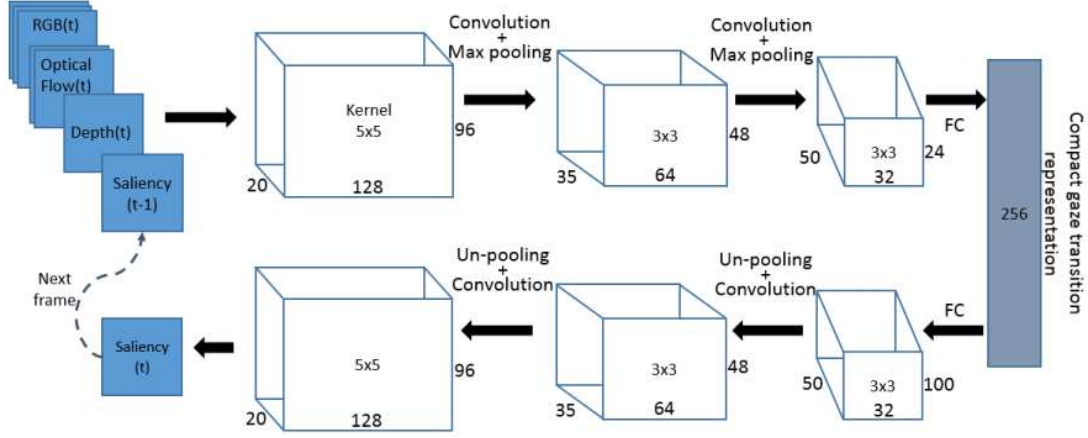 RGB(t)
Optical
Flow(t)
Depth(t)
Saliency
(t-1)
Next
frame
Saliency
(t)
Kernel
5x5
96
20
128
Convolution
+
Max pooling
3x3
48
35
64
Convolution
+
Max pooling
3x3
24
50
32
FC
256
Compact gaze transition
representation
FC
3x3
100
50
32
Un-pooling
+
Convolution
3x3
48
35
64
Un-pooling
+
Convolution
5x5
96
20
128